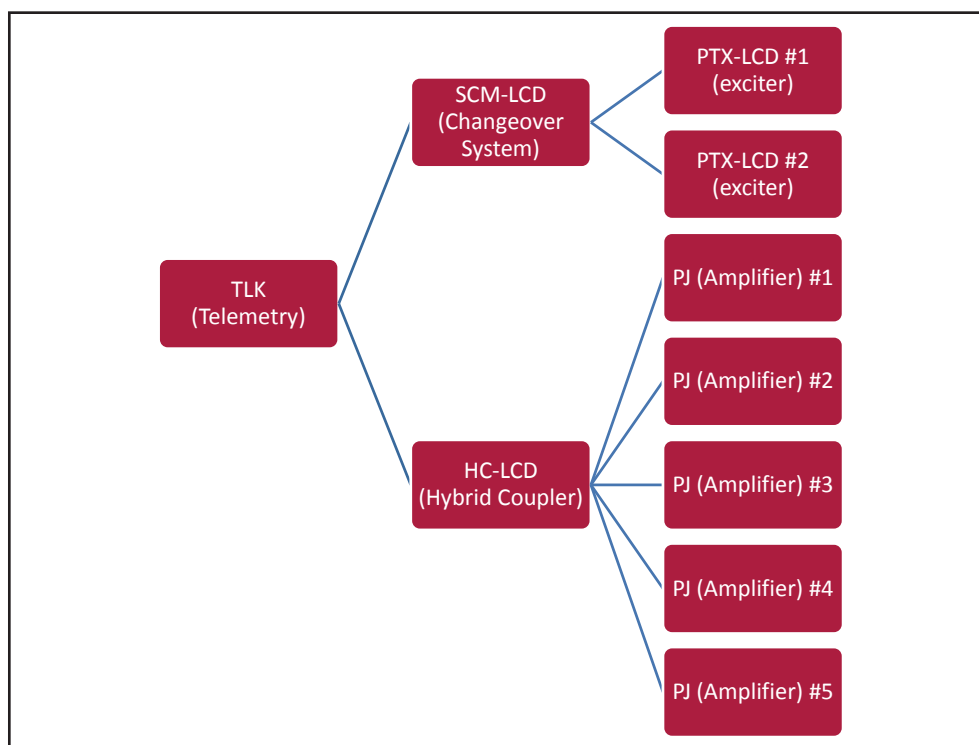 PTX-LCD #1
(exciter)
SCM-LCD
(Changeover
System)
PTX-LCD #2
(exciter)
PJ (Amplifier) #1
TLK
(Telemetry)
PJ (Amplifier) #2
HC-LCD
(Hybrid Coupler)
PJ (Amplifier) #3
PJ (Amplifier) #4
PJ (Amplifier) #5